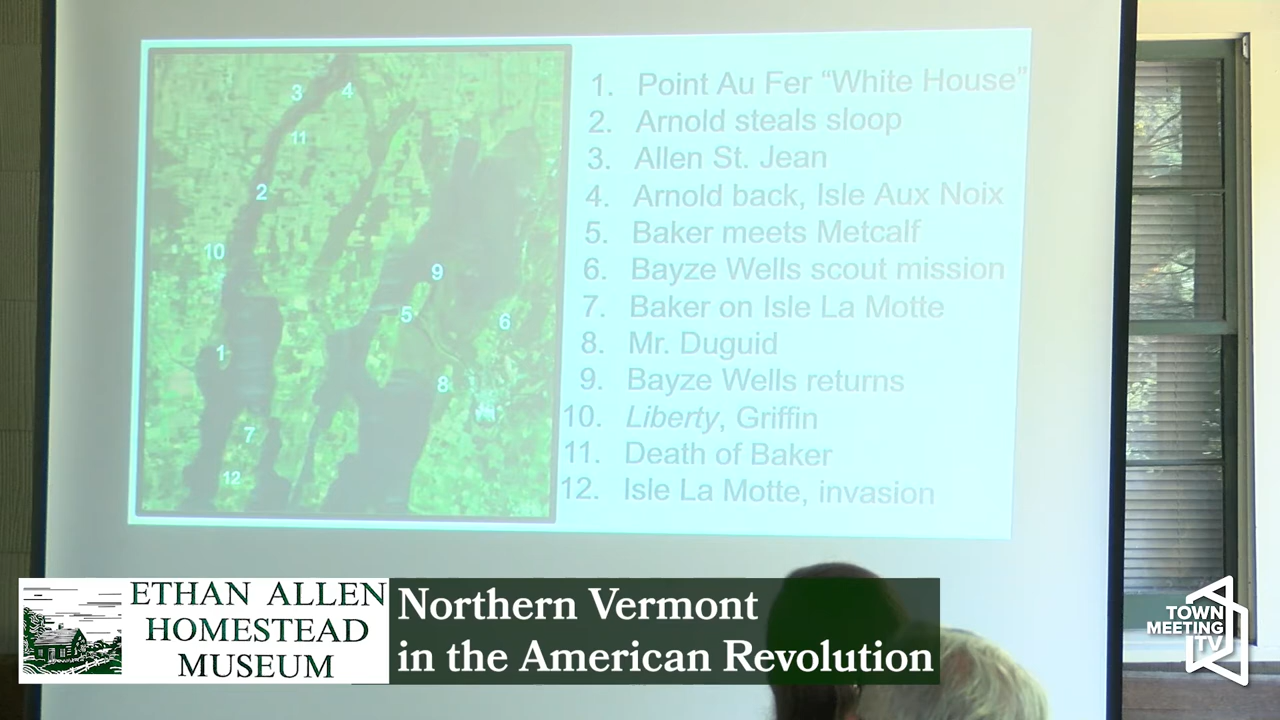 1. Point Au Fer “White House”
2. Arnold steals sloop
3. Allen St. Jean
4. Arnold back, Isle Aux Noix
5. Baker meets Metcalf
6. Bayze Wells scout mission
7. Baker on Isle La Motte
8. Mr. Duguid
9. Bayze Wells returns
10. Liberty, Griffin
11. Death of Baker
12. Isle La Motte, invasion
3
4
11
2
10
9
5
6
1
8
7
12
ETHAN ALLEN
HOMESTEAD
MUSEUM
Northern Vermont
in the American Revolution
TOWN
MEETING
TV